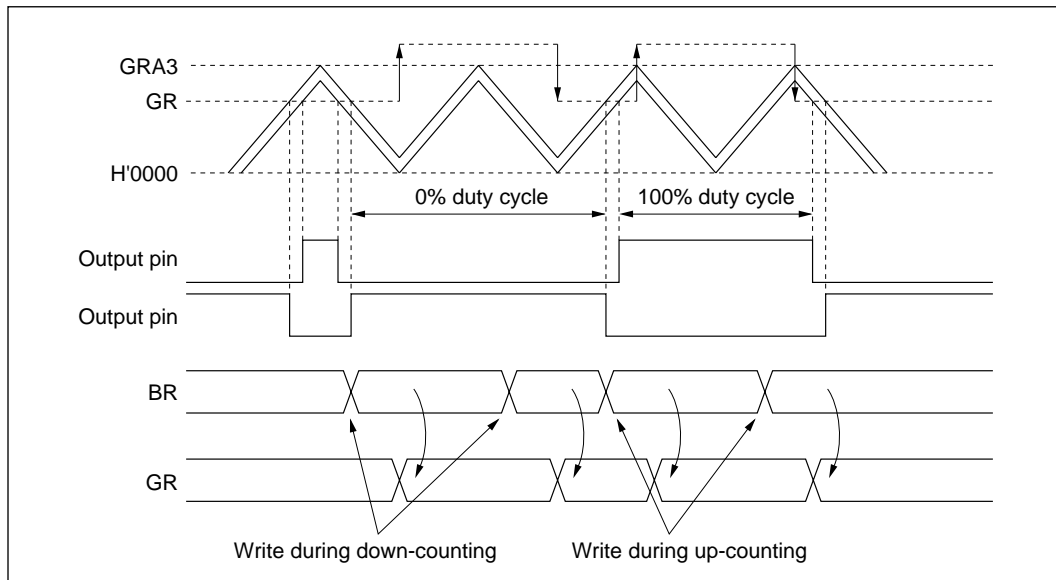 GRA3
GR
H'0000
0% duty cycle
100% duty cycle
Output pin
Output pin
BR
GR
Write during down-counting
Write during up-counting